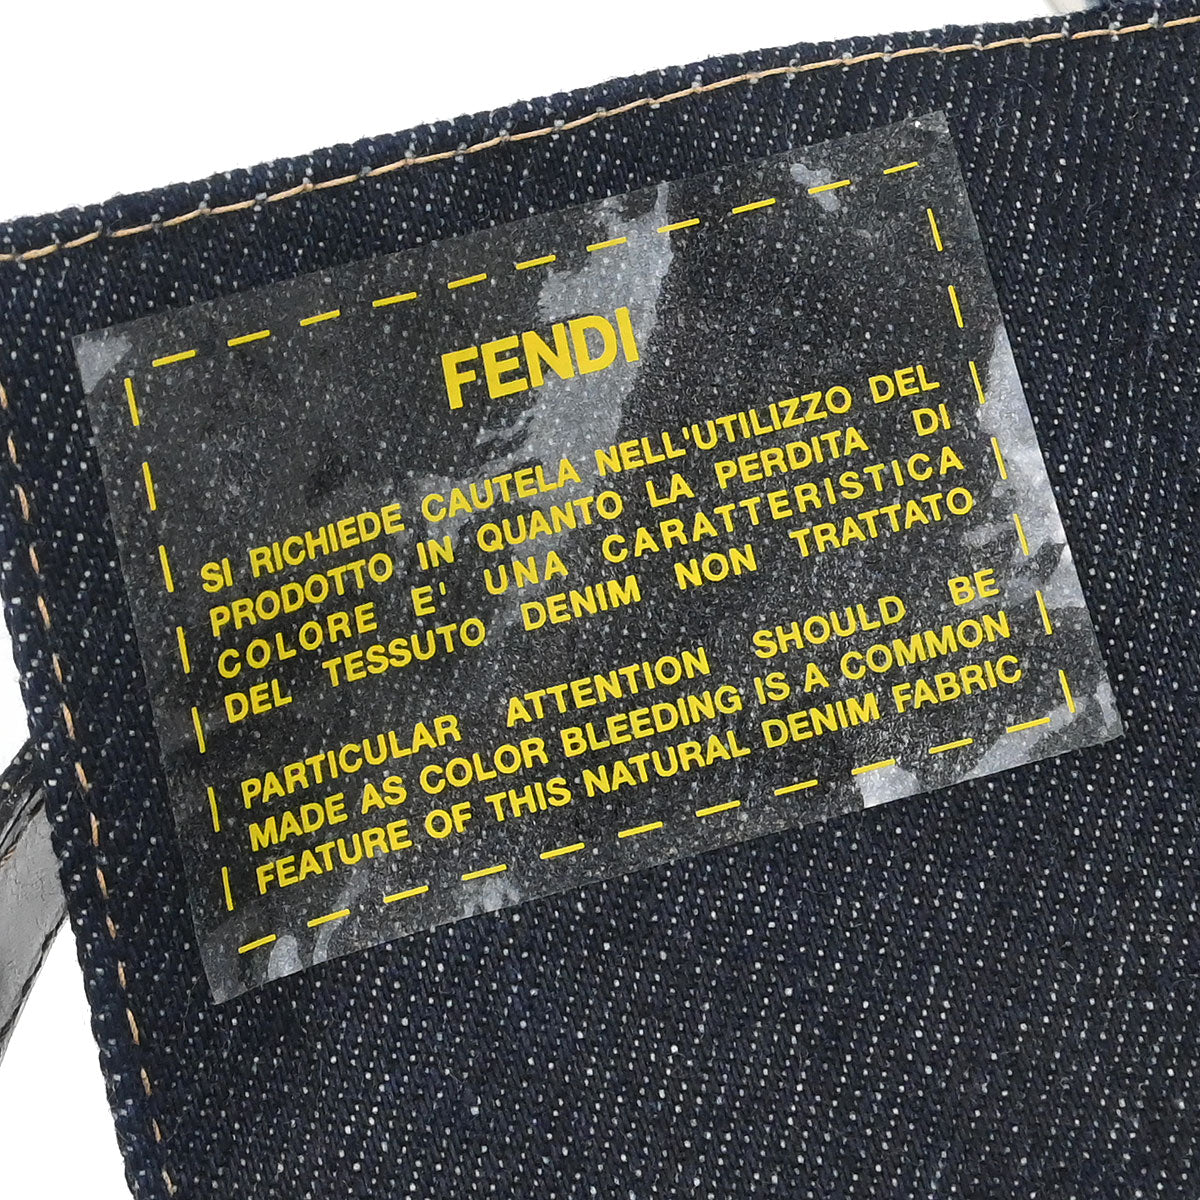 FENDI
SI RICHIEDE CAUTELA NELL'UTILIZZO DEL
PRODOTTO IN QUANTO LA PERDITA DI
COLORE E' UNA CARATTERISTICA
DEL TESSUTO DENIM NON TRATTATO
PARTICULAR ATTENTION SHOULD BE
MADE AS COLOR BLEEDING IS A COMMON
FEATURE OF THIS NATURAL DENIM FABRIC